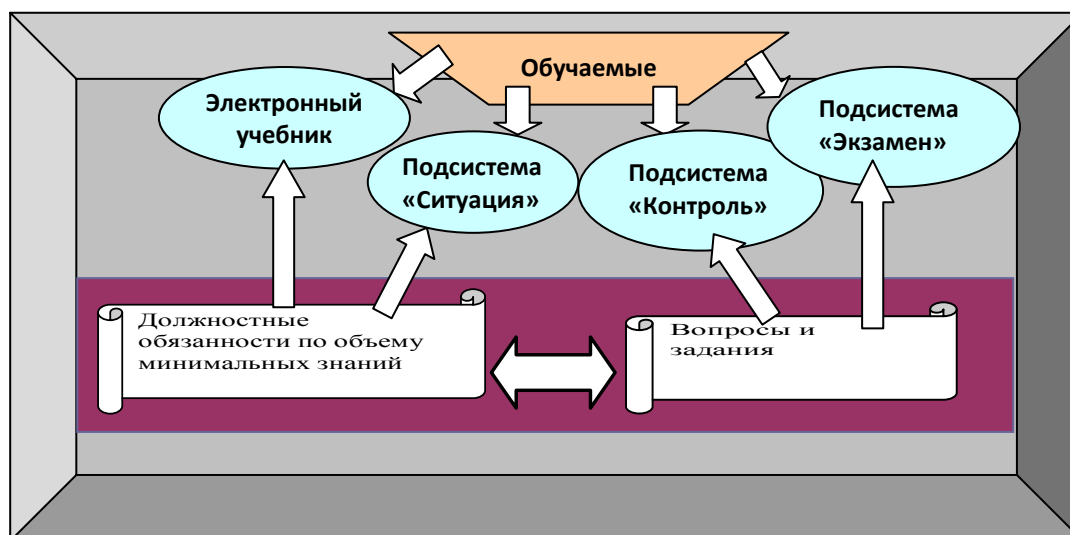 Обучаемые
Электронный
учебник
Подсистема
«Ситуация»
Подсистема
«Контроль»
Подсистема
«Экзамен»
Должностные
обязанности по объему
минимальных знаний
Вопросы и
задания